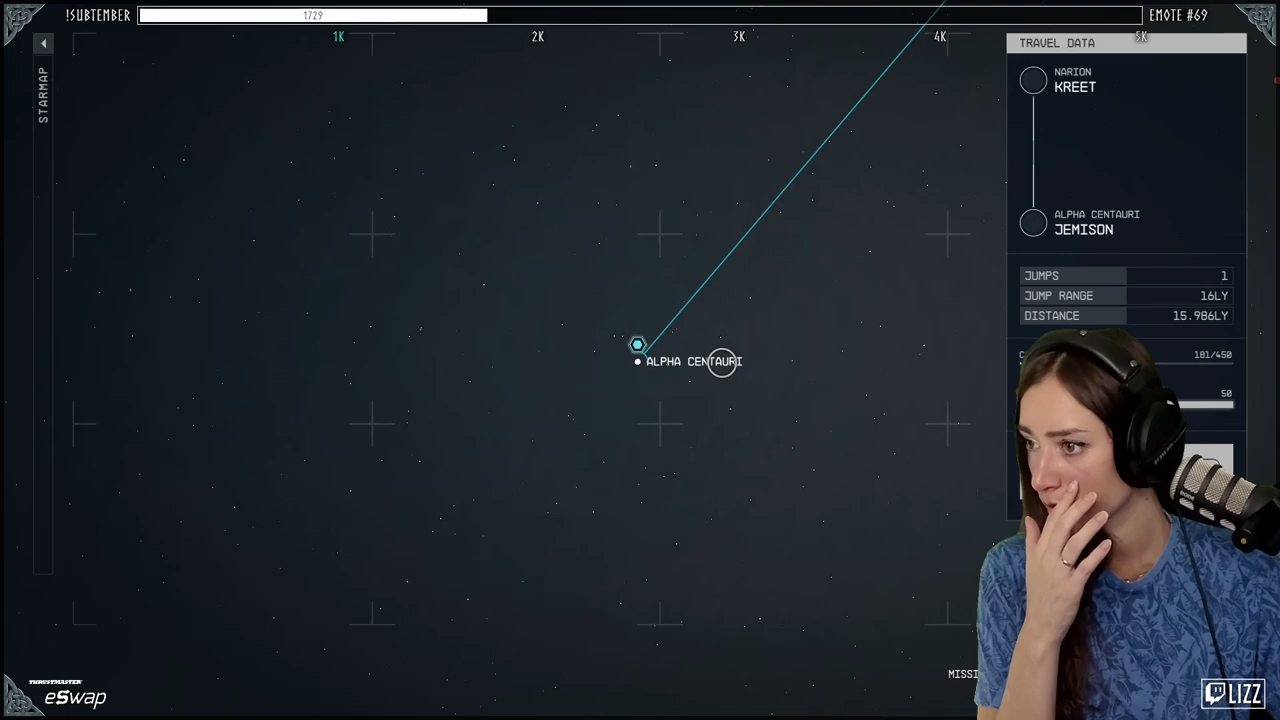 !SUBTEMBER
1729
EMOTE #69
1K
2K
3K
4K
5K
STARMAP
TRAVEL DATA
NARION
KREET
ALPHA CENTAURI
JEMISON
JUMPS 1
JUMP RANGE 16LY
DISTANCE 15.986LY
181/450
50
ALPHA CENTAURI
MISSI
THRUSTMASTER
eSwap
LIZZ